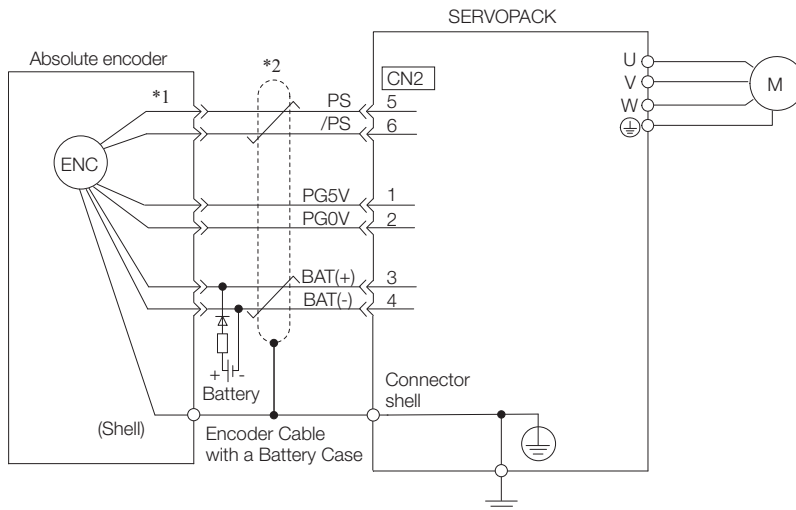 SERVOPACK
Absolute encoder
*2
CN2
*1
PS
5
/PS
6
ENC
PG5V
1
PG0V
2
BAT(+)
3
BAT(-)
4
+
-
Battery
U
V
W
M
Connector
shell
(Shell)
Encoder Cable
with a Battery Case